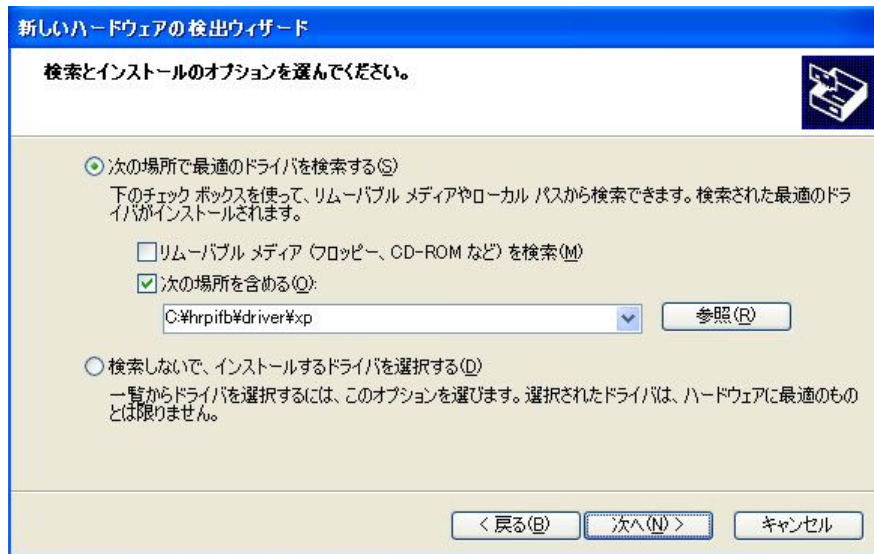 新しいハードウェアの検出ウィザード
検索とインストールのオプションを選んでください。
次の場所で最適のドライバを検索する(S)
下のチェック ボックスを使って、リムーバブル メディアやローカル パスから検索できます。検索された最適のドラ
イバがインストールされます。
リムーバブル メディア (フロッピー、CD-ROM など) を検索(M)
次の場所を含める(O):
C:¥hrpifb¥driver¥xp
参照(R)
検索しないで、インストールするドライバを選択する(D)
一覧からドライバを選択するには、このオプションを選びます。選択されたドライバは、ハードウェアに最適のもの
とは限りません。
< 戻る(B)
次へ(N) >
キャンセル